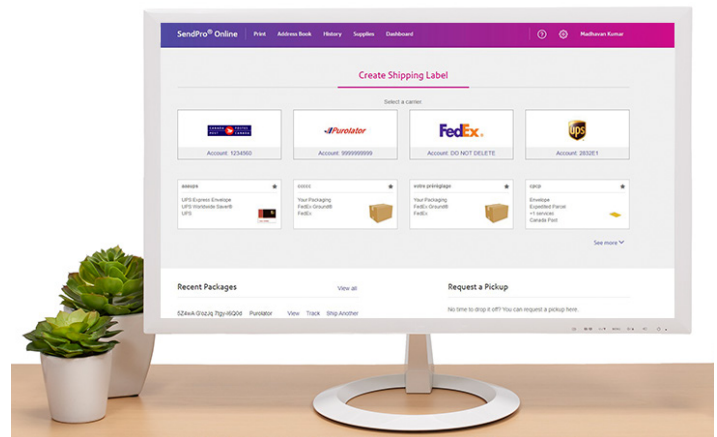 SendPro® Online Print Address Book History Supplies Dashboard Madhavan Kumar
Create Shipping Label
Select a carrier
CANADA POST POSTES CANADA
Purolator
FedEx
ups
Account: 1234560
Account: 9999999999
Account: DO NOT DELETE
Account: 2832E1
votre préréglage
cpcp
UPS Express Envelope
UPS Worldwide Saver®
UPS
Your Packaging
FedEx Ground®
FedEx
Your Packaging
FedEx Ground®
FedEx
Envelope
Expedited Parcel
+1 services
Canada Post
See more
Recent Packages View all
Request a Pickup
Purolator View Track Ship Another
No time to drop it off? You can request a pickup here.